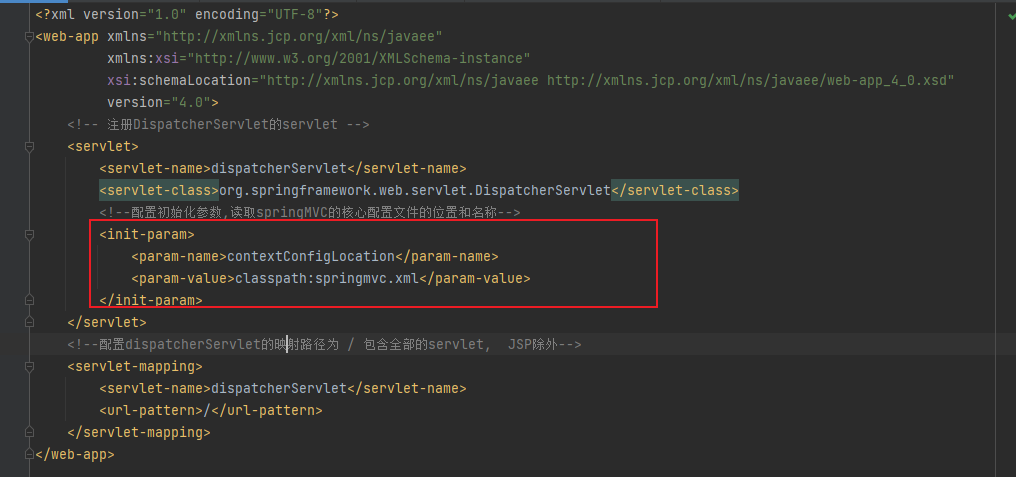 <?xml version="1.0" encoding="UTF-8"?>
<web-app xmlns="http://xmlns.jcp.org/xml/ns/javaee"
         xmlns:xsi="http://www.w3.org/2001/XMLSchema-instance"
         xsi:schemaLocation="http://xmlns.jcp.org/xml/ns/javaee http://xmlns.jcp.org/xml/ns/javaee/web-app_4_0.xsd"
         version="4.0">
    <!-- 注册DispatcherServlet的servlet -->
    <servlet>
        <servlet-name>dispatcherServlet</servlet-name>
        <servlet-class>org.springframework.web.servlet.DispatcherServlet</servlet-class>
        <!--配置初始化参数,读取springMVC的核心配置文件的位置和名称-->
        <init-param>
            <param-name>contextConfigLocation</param-name>
            <param-value>classpath:springmvc.xml</param-value>
        </init-param>
    </servlet>
    <!--配置dispatcherServlet的映射路径为 / 包含全部的servlet, JSP除外-->
    <servlet-mapping>
        <servlet-name>dispatcherServlet</servlet-name>
        <url-pattern>/</url-pattern>
    </servlet-mapping>
</web-app>